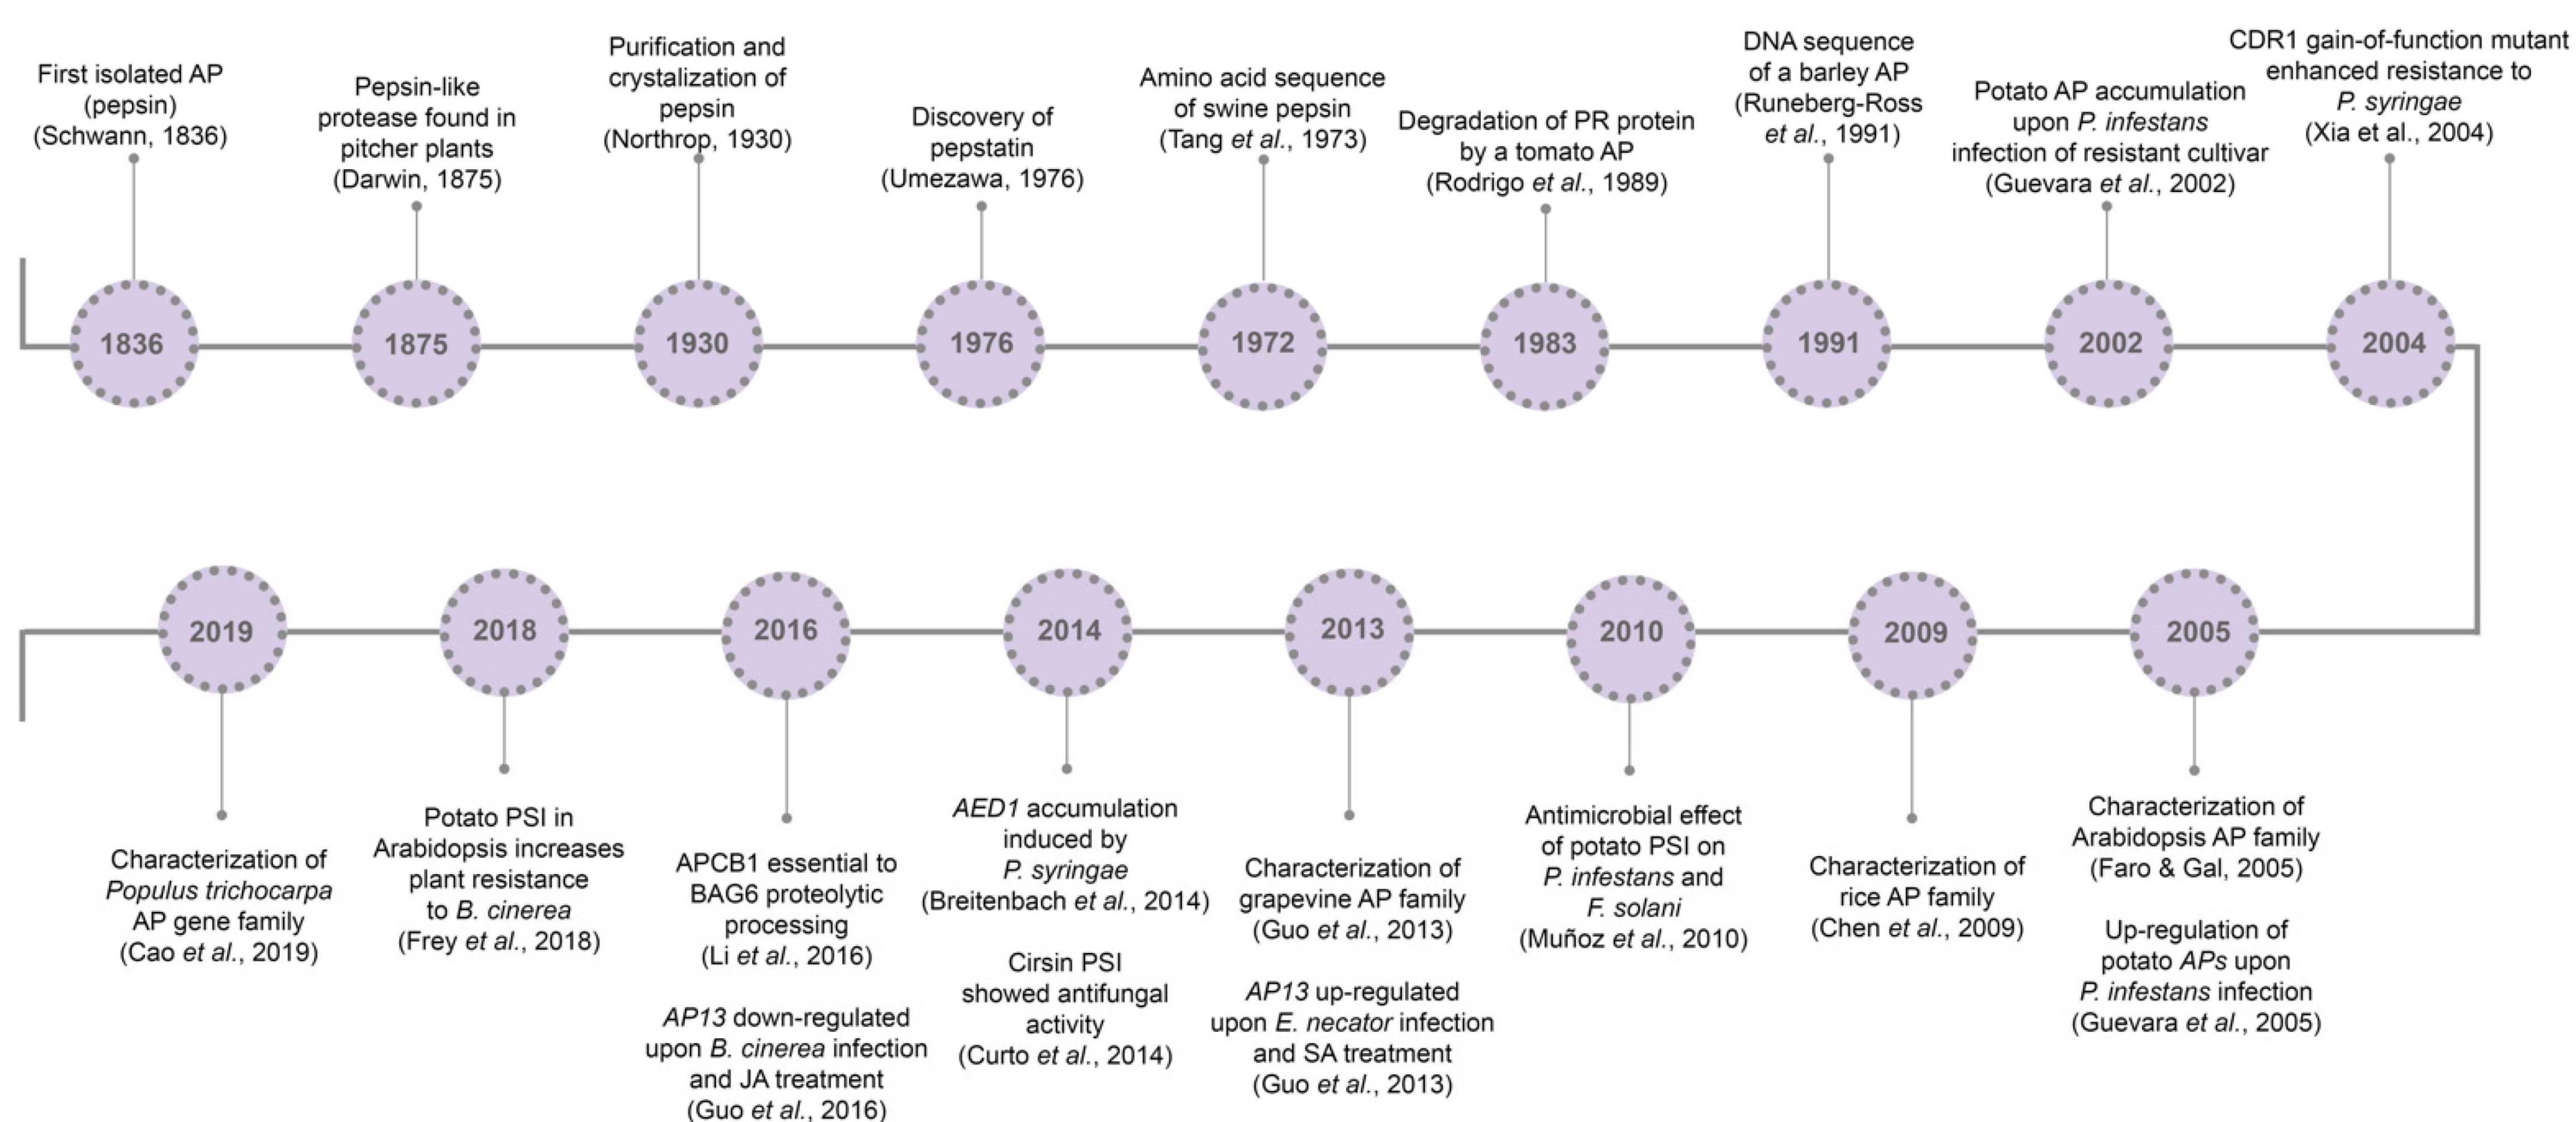 First isolated AP
(pepsin)
(Schwann, 1836)
1836
Pepsin-like
protease found in
pitcher plants
(Darwin, 1875)
1875
Purification and
crystalization of
pepsin
(Northrop, 1930)
1930
Discovery of
pepstatin
(Umezawa, 1976)
1976
Amino acid sequence
of swine pepsin
(Tang et al., 1973)
1972
Degradation of PR protein
by a tomato AP
(Rodrigo et al., 1989)
1983
DNA sequence
of a barley AP
(Runeberg-Ross
et al., 1991)
1991
Potato AP accumulation
upon P. infestans
infection of resistant cultivar
(Guevara et al., 2002)
2002
CDR1 gain-of-function mutant
enhanced resistance to
P. syringae
(Xia et al., 2004)
2004
2019
Characterization of
Populus trichocarpa
AP gene family
(Cao et al., 2019)
2018
Potato PSI in
Arabidopsis increases
plant resistance
to B. cinerea
(Frey et al., 2018)
2016
APCB1 essential to
BAG6 proteolytic
processing
(Li et al., 2016)
AP13 down-regulated
upon B. cinerea infection
and JA treatment
(Guo et al., 2016)
2014
AED1 accumulation
induced by
P. syringae
(Breitenbach et al., 2014)
Cirsin PSI
showed antifungal
activity
(Curto et al., 2014)
2013
Characterization of
grapevine AP family
(Guo et al., 2013)
AP13 up-regulated
upon E. necator infection
and SA treatment
(Guo et al., 2013)
2010
Antimicrobial effect
of potato PSI on
P. infestans and
F. solani
(Muñoz et al., 2010)
2009
Characterization of
rice AP family
(Chen et al., 2009)
2005
Characterization of
Arabidopsis AP family
(Faro & Gal, 2005)
Up-regulation of
potato APs upon
P. infestans infection
(Guevara et al., 2005)